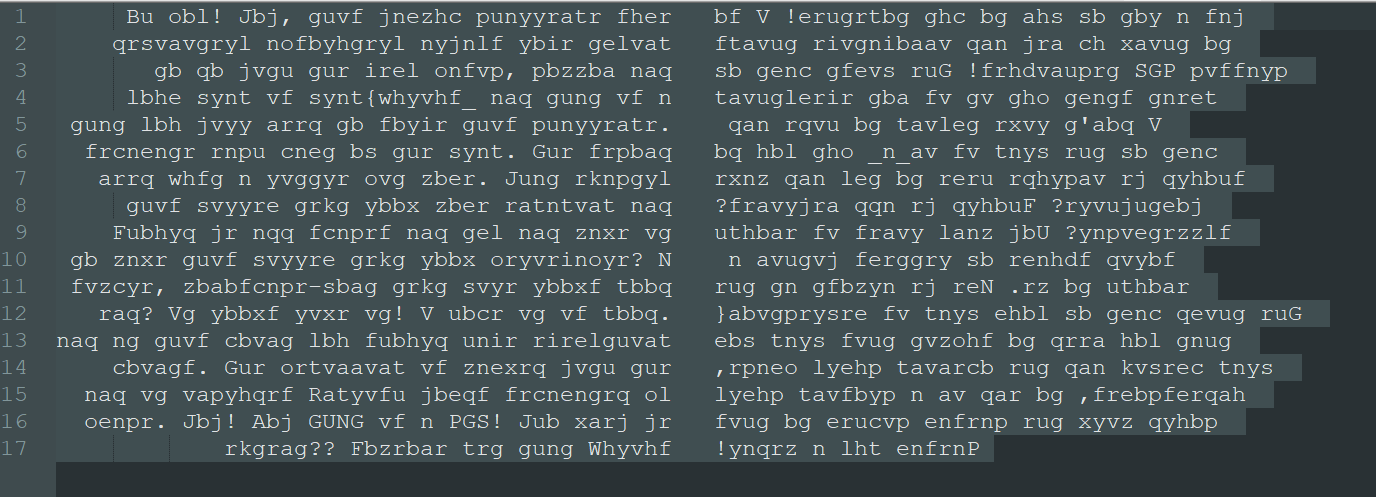 1 Bu obl! Jbj, guvf jnezhc punyyratr fher bf V !erugrtbg ghc bg ahs sb gby n fnj
2 qrsvavgryl nofbyhgryl nyjnlf ybir gelvat ftavug rivgnibaav qan jra ch xavug bg
3 gb qb jvgu gur irel onfvp, pbzzba naq sb genc gfevs ruG !frhdvauprg SGP pvffnyp
4 lbhe synt vf synt{whyvhf_ naq gung vf n tavuglerir gba fv gv gho gengf gnret
5 gung lbh jvyy arrq gb fbyir guvf punyyratr. qan rqvu bg tavleg rxvy g'abq V
6 frcnengr rnpu cneg bs gur synt. Gur frpbaq bq hbl gho _n_av fv tnys rug sb genc
7 arrq whfg n yvggyr ovg zber. Jung rknpgyl rxnz qan leg bg reru rqhypav rj qyhbuf
8 guvf svyyre grkg ybbx zber ratntvat naq ?fravyjra qqn rj qyhbuF ?ryvujugebj
9 Fubhyq jr nqq fcnprf naq gel naq znxr vg uthbar fv fravy lanz jbU ?ynpvegrzzlf
10 gb znxr guvf svyyre grkg ybbx oryvrinoyr? N n avugvj ferggry sb renhdf qvybf
11 fvzcyr, zbabfcnpr-sbag grkg svyr ybbxf tbbq rug gn gfbzyn rj reN .rz bg uthbar
12 raq? Vg ybbxf yvxr vg! V ubcr vg vf tbbq. }abvgprysre fv tnys ehbl sb genc qevug ruG
13 naq ng guvf cbvag lbh fubhyq unir rirelguvat ebs tnys fvug gvzohf bg qrra hbl gnug
14 cbvagf. Gur ortvaavat vf znexrq jvgu gur ,rpneo lyehp tavarcb rug qan kvsrec tnys
15 naq vg vapyhqrf Ratyvfu jbeqf frcnengrq ol lyehp tavfbyp n av qar bg ,frebpferqah
16 oenpr. Jbj! Abj GUNG vf n PGS! Jub xarj jr fvug bg erucvp enfrnp rug xyvz qyhbp
17 rkgrag?? Fbzrbar trg gung Whyvhf !ynqrz n lht enfrnP